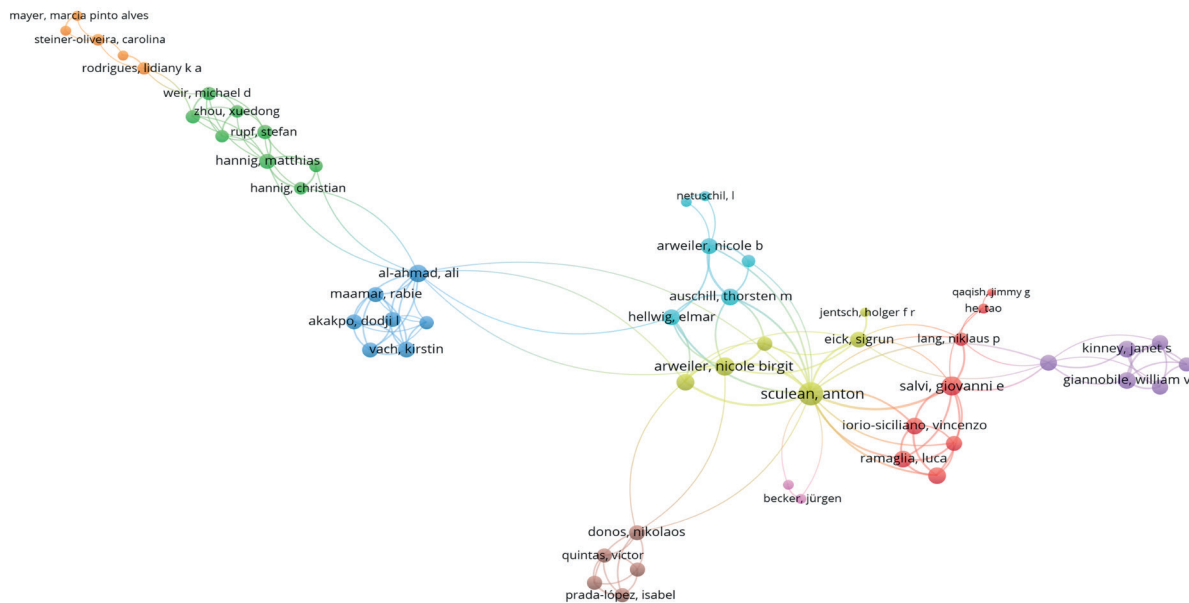 mayer, marcia pinto alves
steiner-oliveira, carolina
rodrigues, lidiany k a
weir, michael d
zhou, xuedong
rupf, stefan
hannig, matthias
hannig, christian
netuschil, l
arweiler, nicole b
al-ahmad, ali
maamar, rabie
auschill, thorsten m
akakpo, dodji l
hellwig, elmar
vach, kirstin
qaqish, jimmy g
he, tao
jentsch, holger f r
eick, sigrun
lang, niklaus p
kinney, janet s
arweiler, nicole birgit
giannobile, william v
salvi, giovanni e
sculean, anton
iorio-siciliano, vincenzo
ramaglia, luca
becker, jürgen
donos, nikolaos
quintas, víctor
prada-lópez, isabel